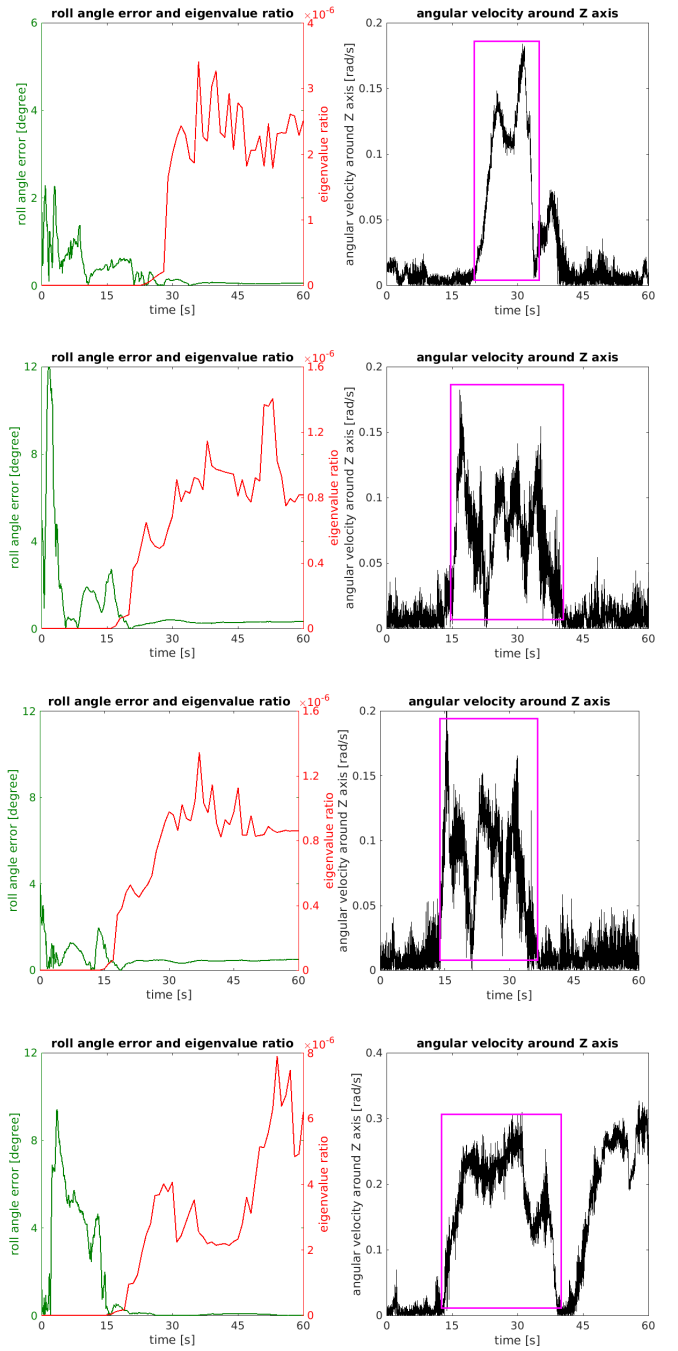 roll angle error and eigenvalue ratio
×10⁻⁶
roll angle error [degree]
6
4
2
0
4
3
2
1
0
eigenvalue ratio
0 15 30 45 60
time [s]
angular velocity around Z axis
angular velocity around Z axis [rad/s]
0.2
0.15
0.1
0.05
0
0 15 30 45 60
time [s]
roll angle error and eigenvalue ratio
×10⁻⁶
roll angle error [degree]
12
8
4
0
1.6
1.2
0.8
0.4
0
eigenvalue ratio
0 15 30 45 60
time [s]
angular velocity around Z axis
angular velocity around Z axis [rad/s]
0.2
0.15
0.1
0.05
0
0 15 30 45 60
time [s]
roll angle error and eigenvalue ratio
×10⁻⁶
roll angle error [degree]
12
8
4
0
1.6
1.2
0.8
0.4
0
eigenvalue ratio
0 15 30 45 60
time [s]
angular velocity around Z axis
angular velocity around Z axis [rad/s]
0.2
0.15
0.1
0.05
0
0 15 30 45 60
time [s]
roll angle error and eigenvalue ratio
×10⁻⁶
roll angle error [degree]
12
8
4
0
8
6
4
2
0
eigenvalue ratio
0 15 30 45 60
time [s]
angular velocity around Z axis
angular velocity around Z axis [rad/s]
0.4
0.3
0.2
0.1
0
0 15 30 45 60
time [s]